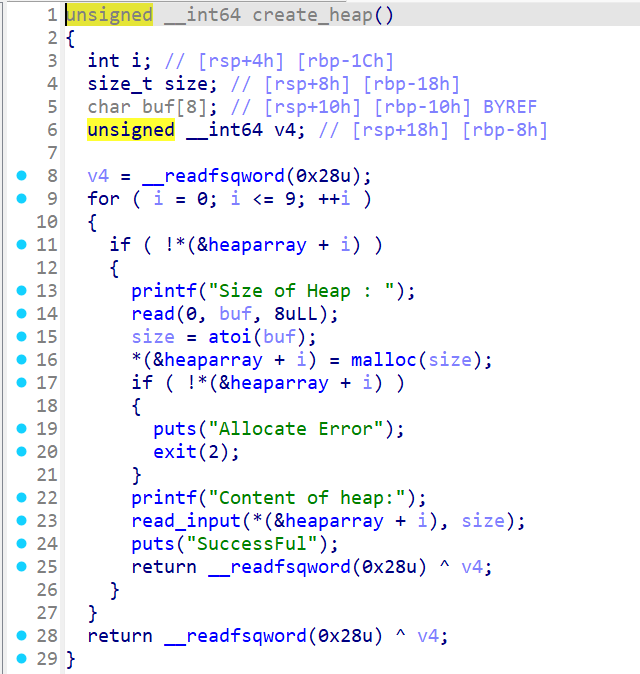 1 unsigned __int64 create_heap()
2 {
3   int i; // [rsp+4h] [rbp-1Ch]
4   size_t size; // [rsp+8h] [rbp-18h]
5   char buf[8]; // [rsp+10h] [rbp-10h] BYREF
6   unsigned __int64 v4; // [rsp+18h] [rbp-8h]
7
8   v4 = __readfsqword(0x28u);
9   for ( i = 0; i <= 9; ++i )
10   {
11     if ( !*(&heaparray + i) )
12     {
13       printf("Size of Heap : ");
14       read(0, buf, 8uLL);
15       size = atoi(buf);
16       *(&heaparray + i) = malloc(size);
17       if ( !*(&heaparray + i) )
18       {
19         puts("Allocate Error");
20         exit(2);
21       }
22       printf("Content of heap:");
23       read_input(*(&heaparray + i), size);
24       puts("SuccessFul");
25       return __readfsqword(0x28u) ^ v4;
26     }
27   }
28   return __readfsqword(0x28u) ^ v4;
29 }